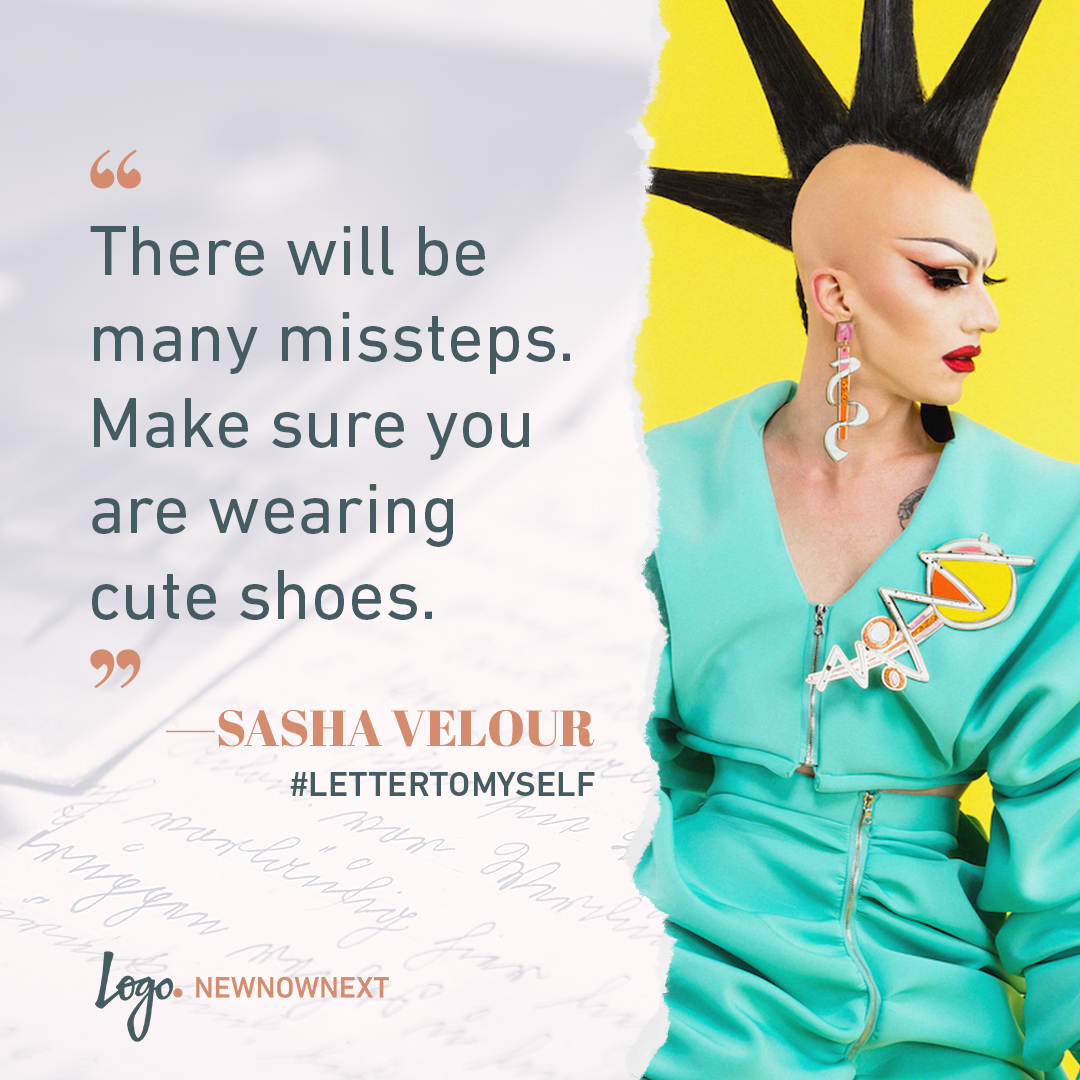 “
There will be
many missteps.
Make sure you
are wearing
cute shoes.
”
—SASHA VELOUR
#LETTERTOMYSELF
Logo. NEWNOWNEXT